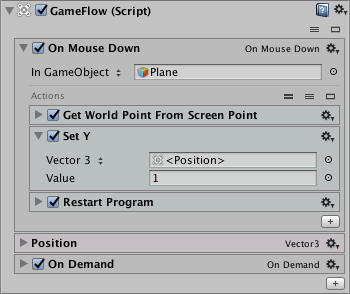 GameFlow (Script)
On Mouse Down On Mouse Down
In GameObject Plane
Actions
Get World Point From Screen Point
Set Y
Vector 3 <Position>
Value 1
Restart Program
+
Position Vector3
On Demand On Demand
+